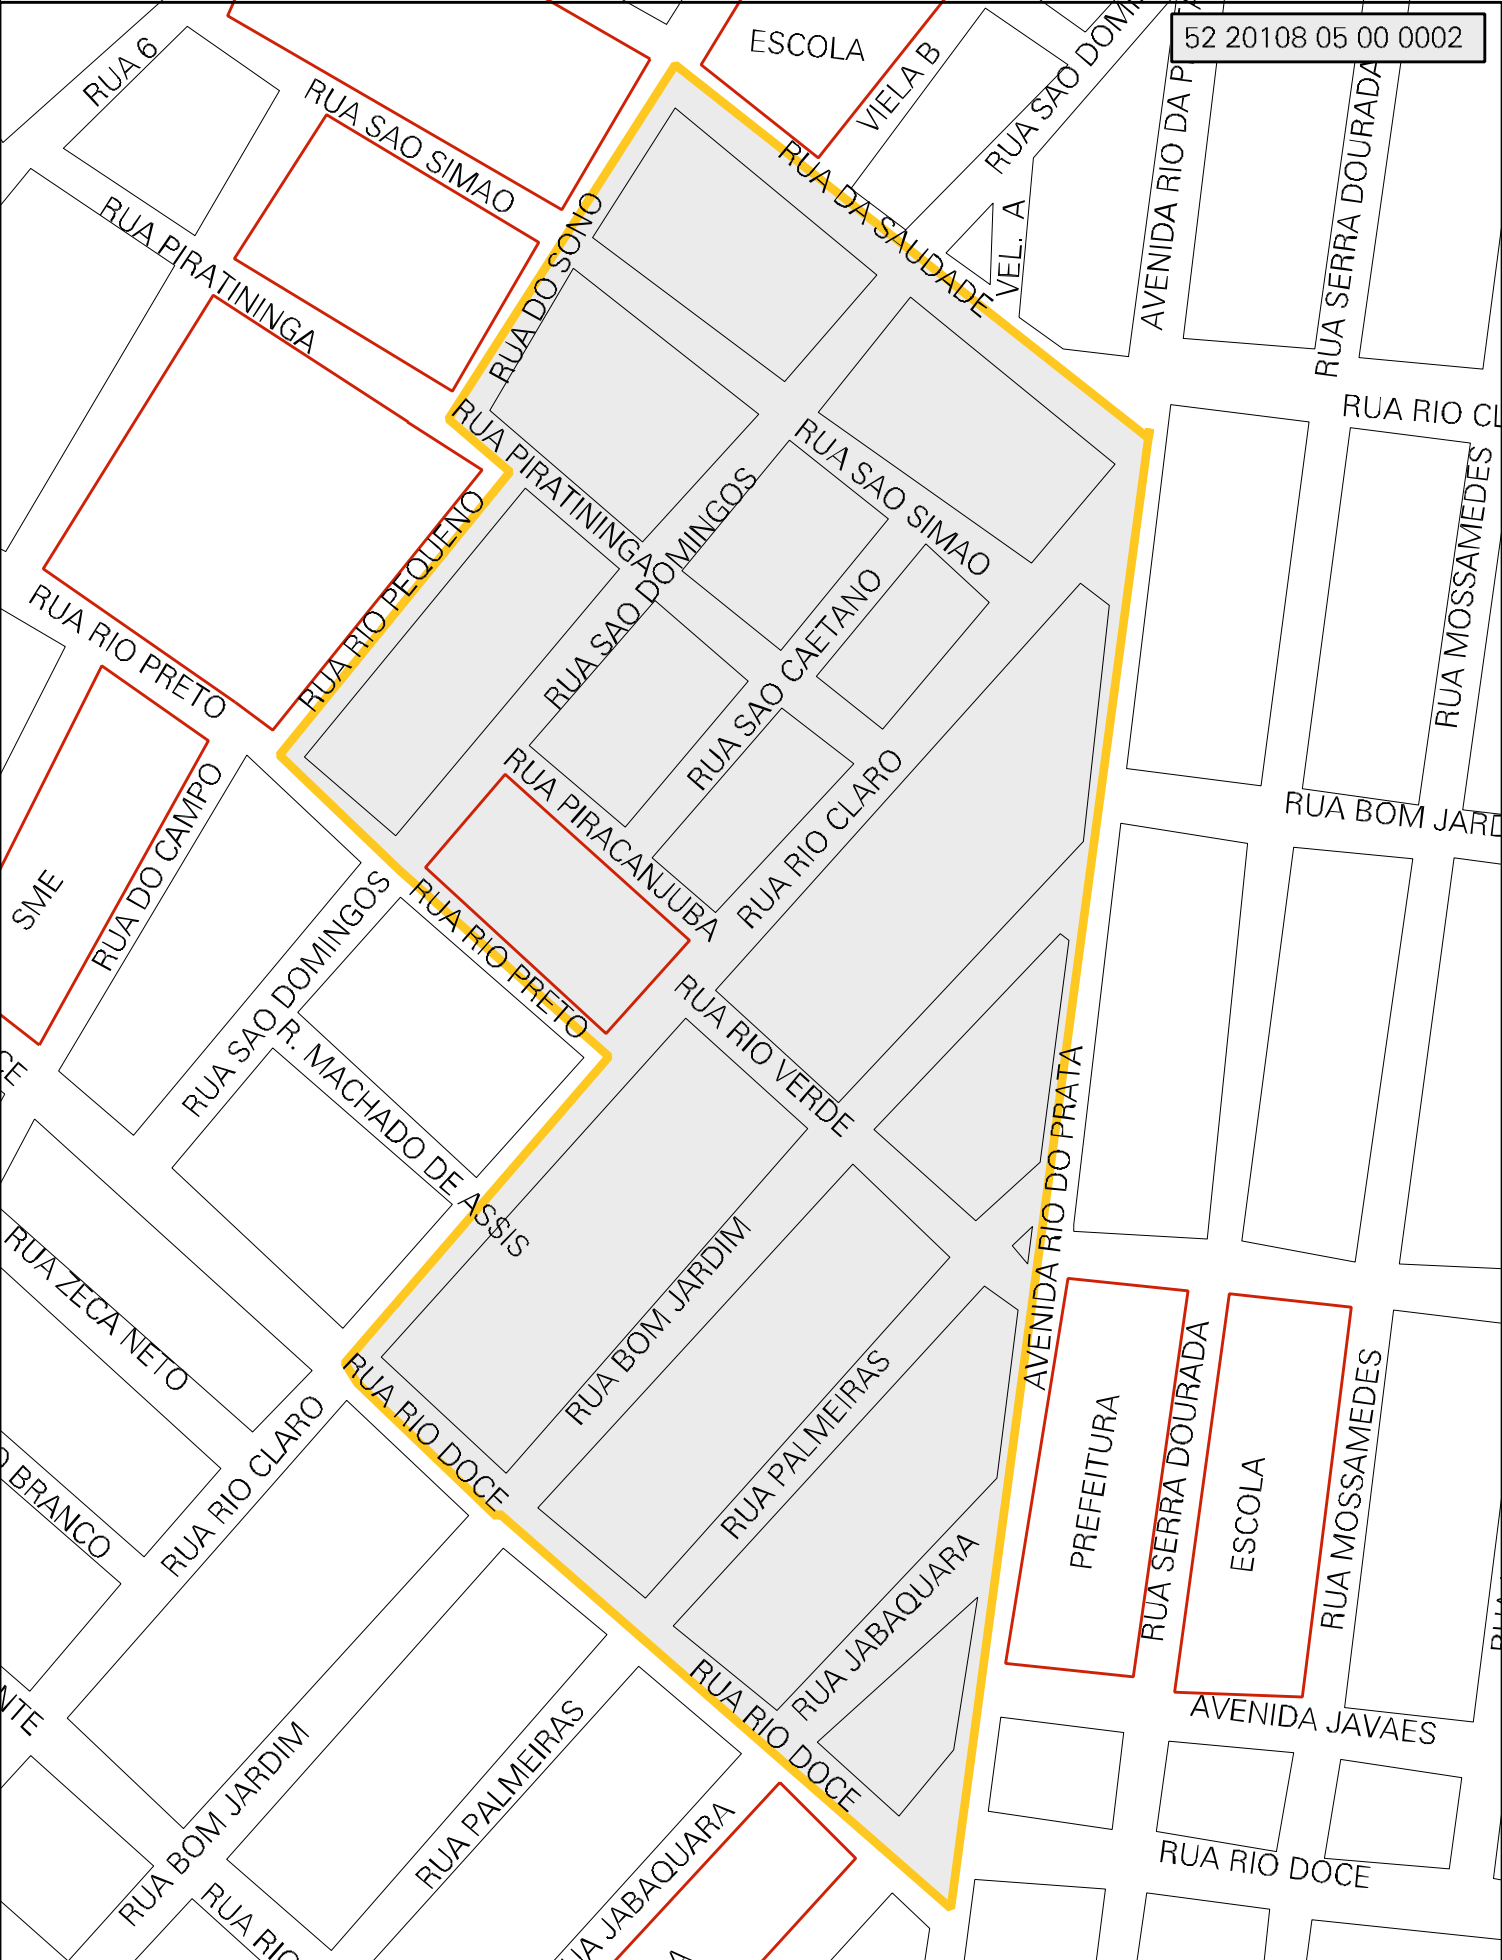 52 20108 05 00 0002
ESCOLA
RUA 6
VIELA B
RUA SAO SIMAO
RUA DA SAUDADE
VEL. A
RUA SERRA DOURADA
RUA PIRATININGA
RUA DO SONO
RUA PIRATININGA
RUA SAO SIMAO
RUA MOSSAMEDES
RUA RIO PEQUENO
RUA SAO DOMINGOS
RUA SAO CAETANO
RUA RIO PRETO
RUA PIRACANJUBA
RUA RIO CLARO
RUA DO CAMPO
SME
RUA SAO DOMINGOS
RUA RIO PRETO
RUA RIO VERDE
R. MACHADO DE ASSIS
AVENIDA RIO DO PRATA
RUA ZECA NETO
RUA BOM JARDIM
RUA RIO DOCE
RUA PALMEIRAS
PREFEITURA
RUA SERRA DOURADA
ESCOLA
RUA MOSSAMEDES
RUA RIO CLARO
BRANCO
RUA JABAQUARA
RUA RIO DOCE
AVENIDA JAVAES
RUA BOM JARDIM
RUA PALMEIRAS
JABAQUARA
RUA RIO DOCE
RUA RIO
AVENIDA RIO DA
RUA SAO
RUA RIO
RUA BOM